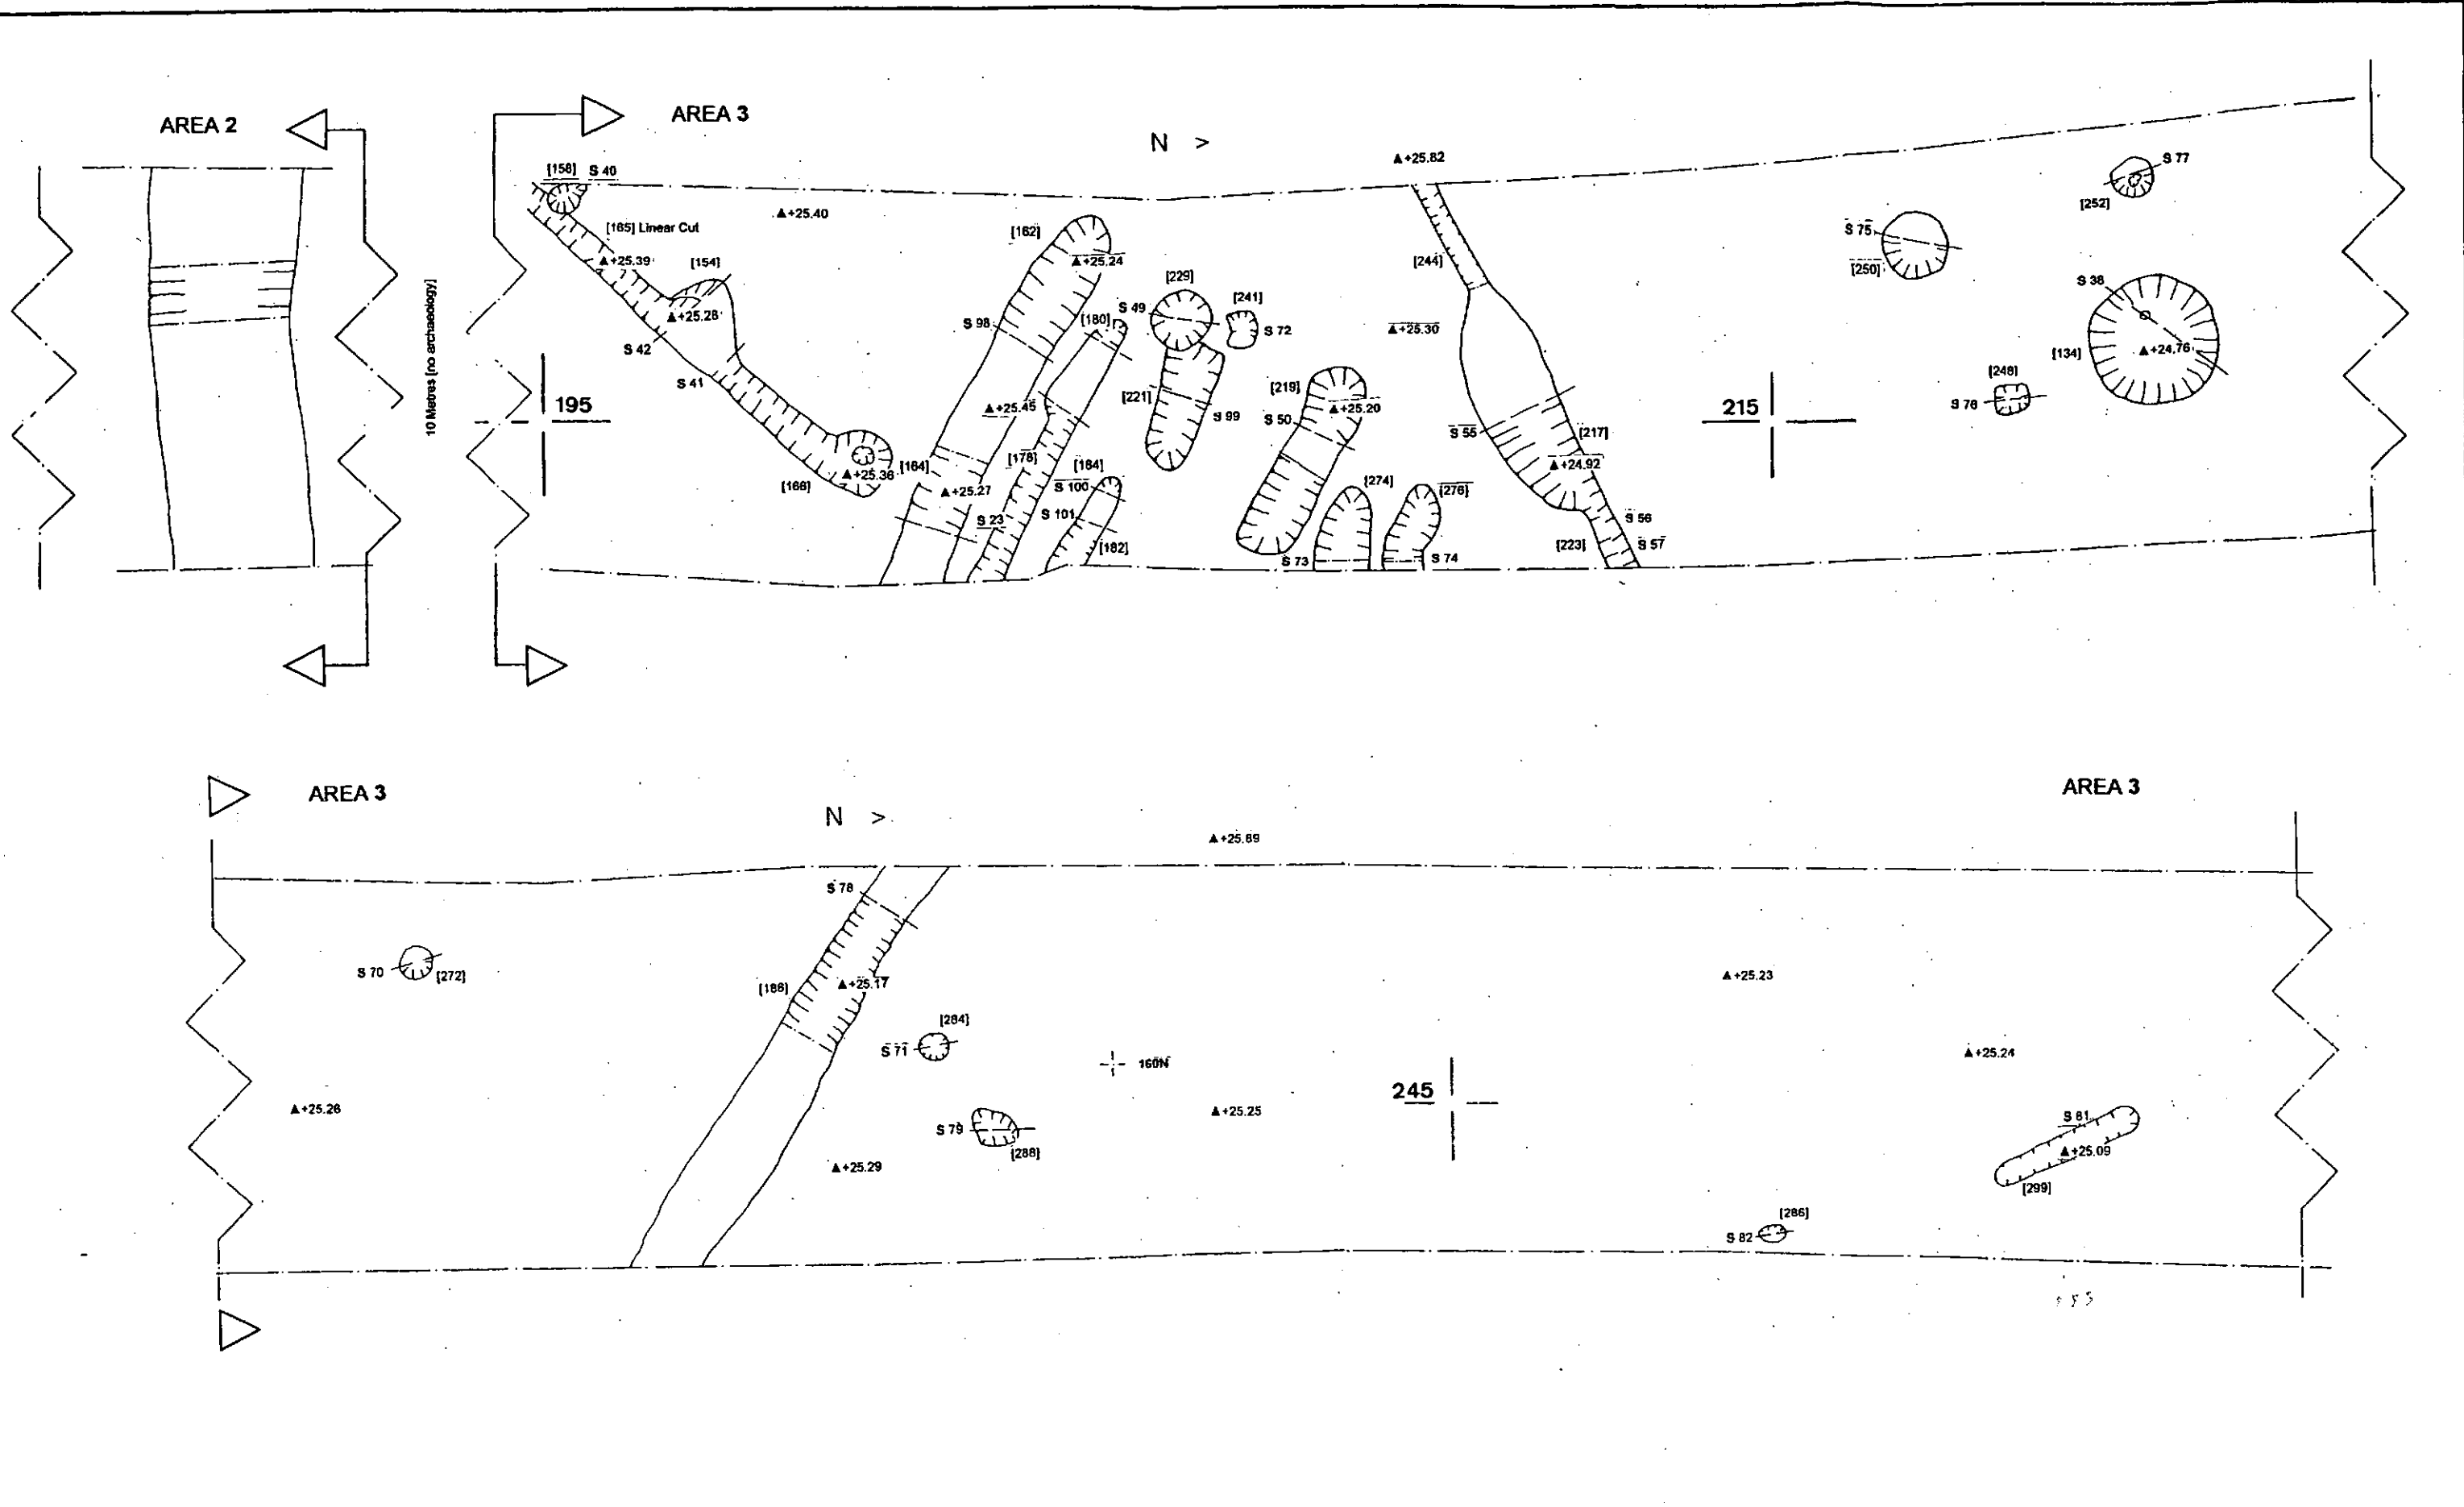 AREA 2
AREA 3
N >
▲+25.82
[158] S 40
S 77
▲+25.40
[252]
[165] Linear Cut
[162]
S 75
▲+25.39
[154]
▲+25.24
[244]
[250]
[229]
S 38
10 Metres [no archaeology]
▲+25.28
S 49
[241]
[180]
S 98
S 72
▲+25.30
S 42
[134]
▲+24.76
[248]
S 41
[219]
[221]
195
▲+25.45
▲+25.20
215
S 76
S 99
S 50
S 55
[217]
[164]
[178]
[184]
▲+24.92
▲+25.36
[166]
S 100
[274]
[276]
▲+25.27
S 23
S 101
S 56
[182]
[223]
S 57
S 73
S 74
AREA 3
AREA 3
N >
▲+25.69
S 78
S 70
[272]
▲+25.23
[186]
▲+25.17
[284]
S 71
▲+25.24
160N
245
▲+25.26
▲+25.25
S 81
S 79
[288]
▲+25.09
▲+25.29
[299]
[286]
S 82